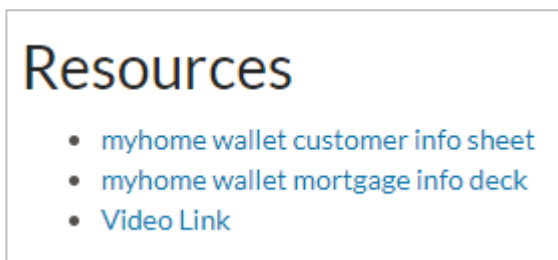 Resources
myhome wallet customer info sheet
myhome wallet mortgage info deck
Video Link